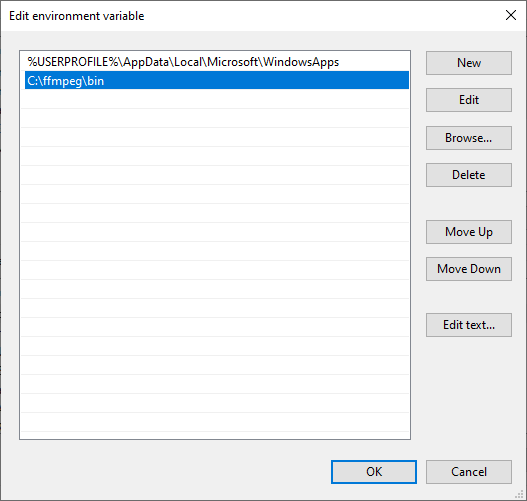 Edit environment variable
%USERPROFILE%\AppData\Local\Microsoft\WindowsApps
C:\ffmpeg\bin
New
Edit
Browse...
Delete
Move Up
Move Down
Edit text...
OK
Cancel